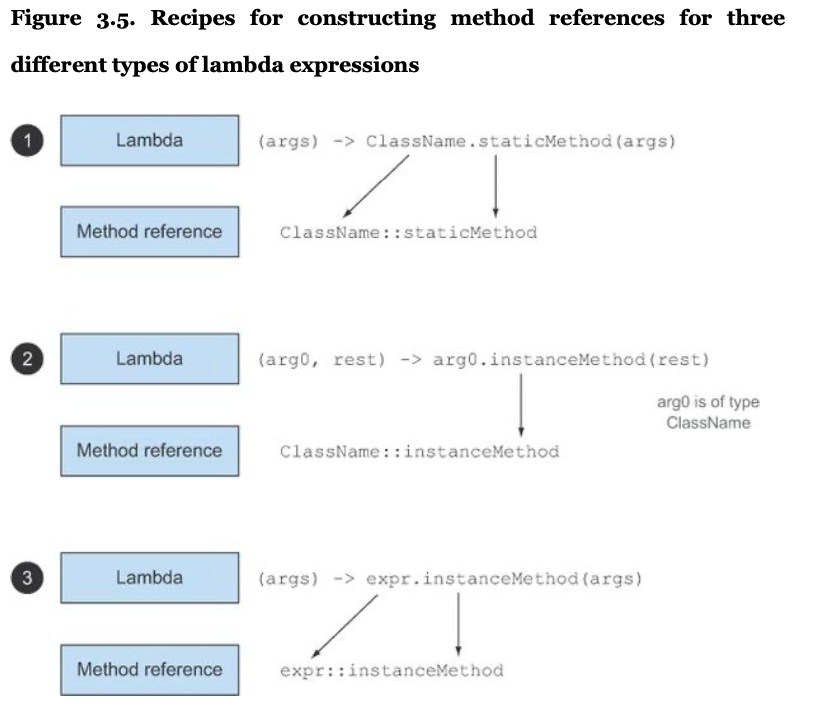 Figure 3.5. Recipes for constructing method references for three
different types of lambda expressions
1 Lambda (args) -> ClassName.staticMethod(args)
Method reference ClassName::staticMethod
2 Lambda (arg0, rest) -> arg0.instanceMethod(rest)
arg0 is of type
ClassName
Method reference ClassName::instanceMethod
3 Lambda (args) -> expr.instanceMethod(args)
Method reference expr::instanceMethod